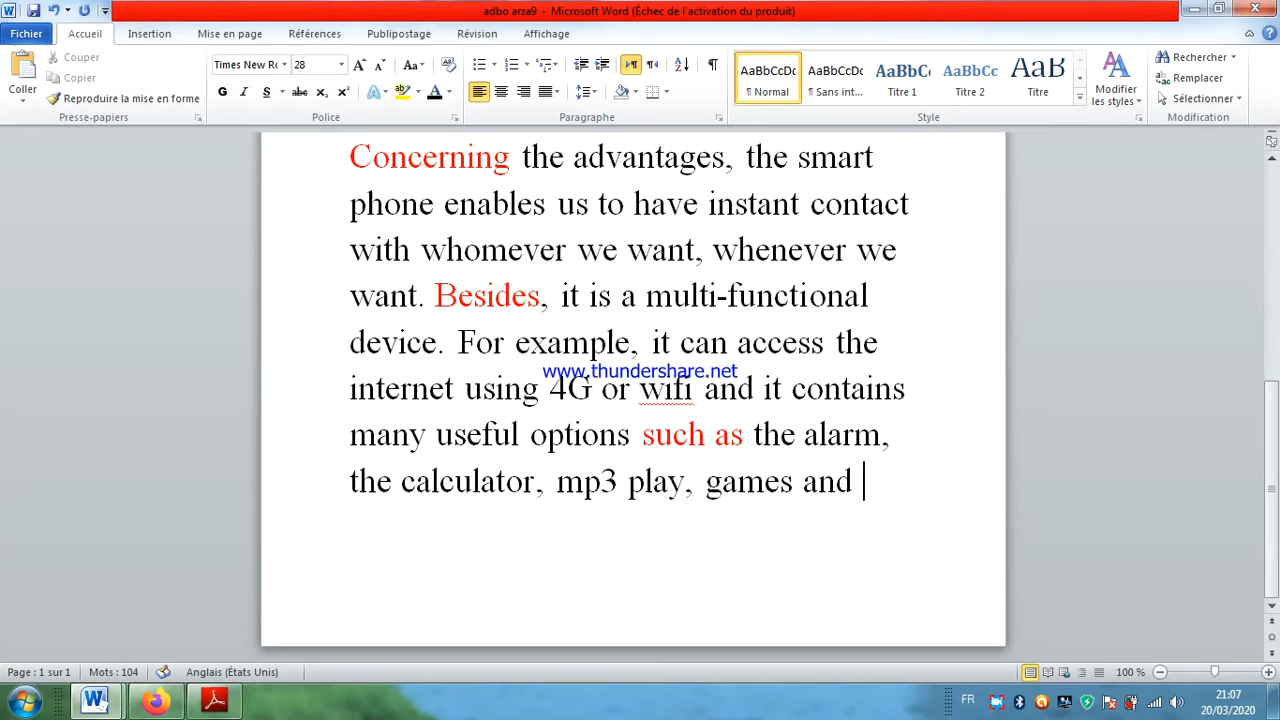 adbo arza9 - Microsoft Word (Échec de l'activation du produit)
Fichier Accueil Insertion Mise en page Références Publipostage Révision Affichage
Coller
Couper
Copier
Reproduire la mise en forme
Presse-papiers
Times New Ro 28 Aa
G I S abc x₂ x² A ab A
Police
Paragraphe
AaBbCcDc AaBbCcDc AaBbCc AaBbCc AaB
¶ Normal ¶ Sans int... Titre 1 Titre 2 Titre
Modifier
les styles
Style
Rechercher
Remplacer
Sélectionner
Modification
Concerning the advantages, the smart
phone enables us to have instant contact
with whomever we want, whenever we
want. Besides, it is a multi-functional
device. For example, it can access the
www.thundershare.net
internet using 4G or wifi and it contains
many useful options such as the alarm,
the calculator, mp3 play, games and
Page : 1 sur 1 Mots : 104 Anglais (États Unis) 100 %
FR 21:07
20/03/2020